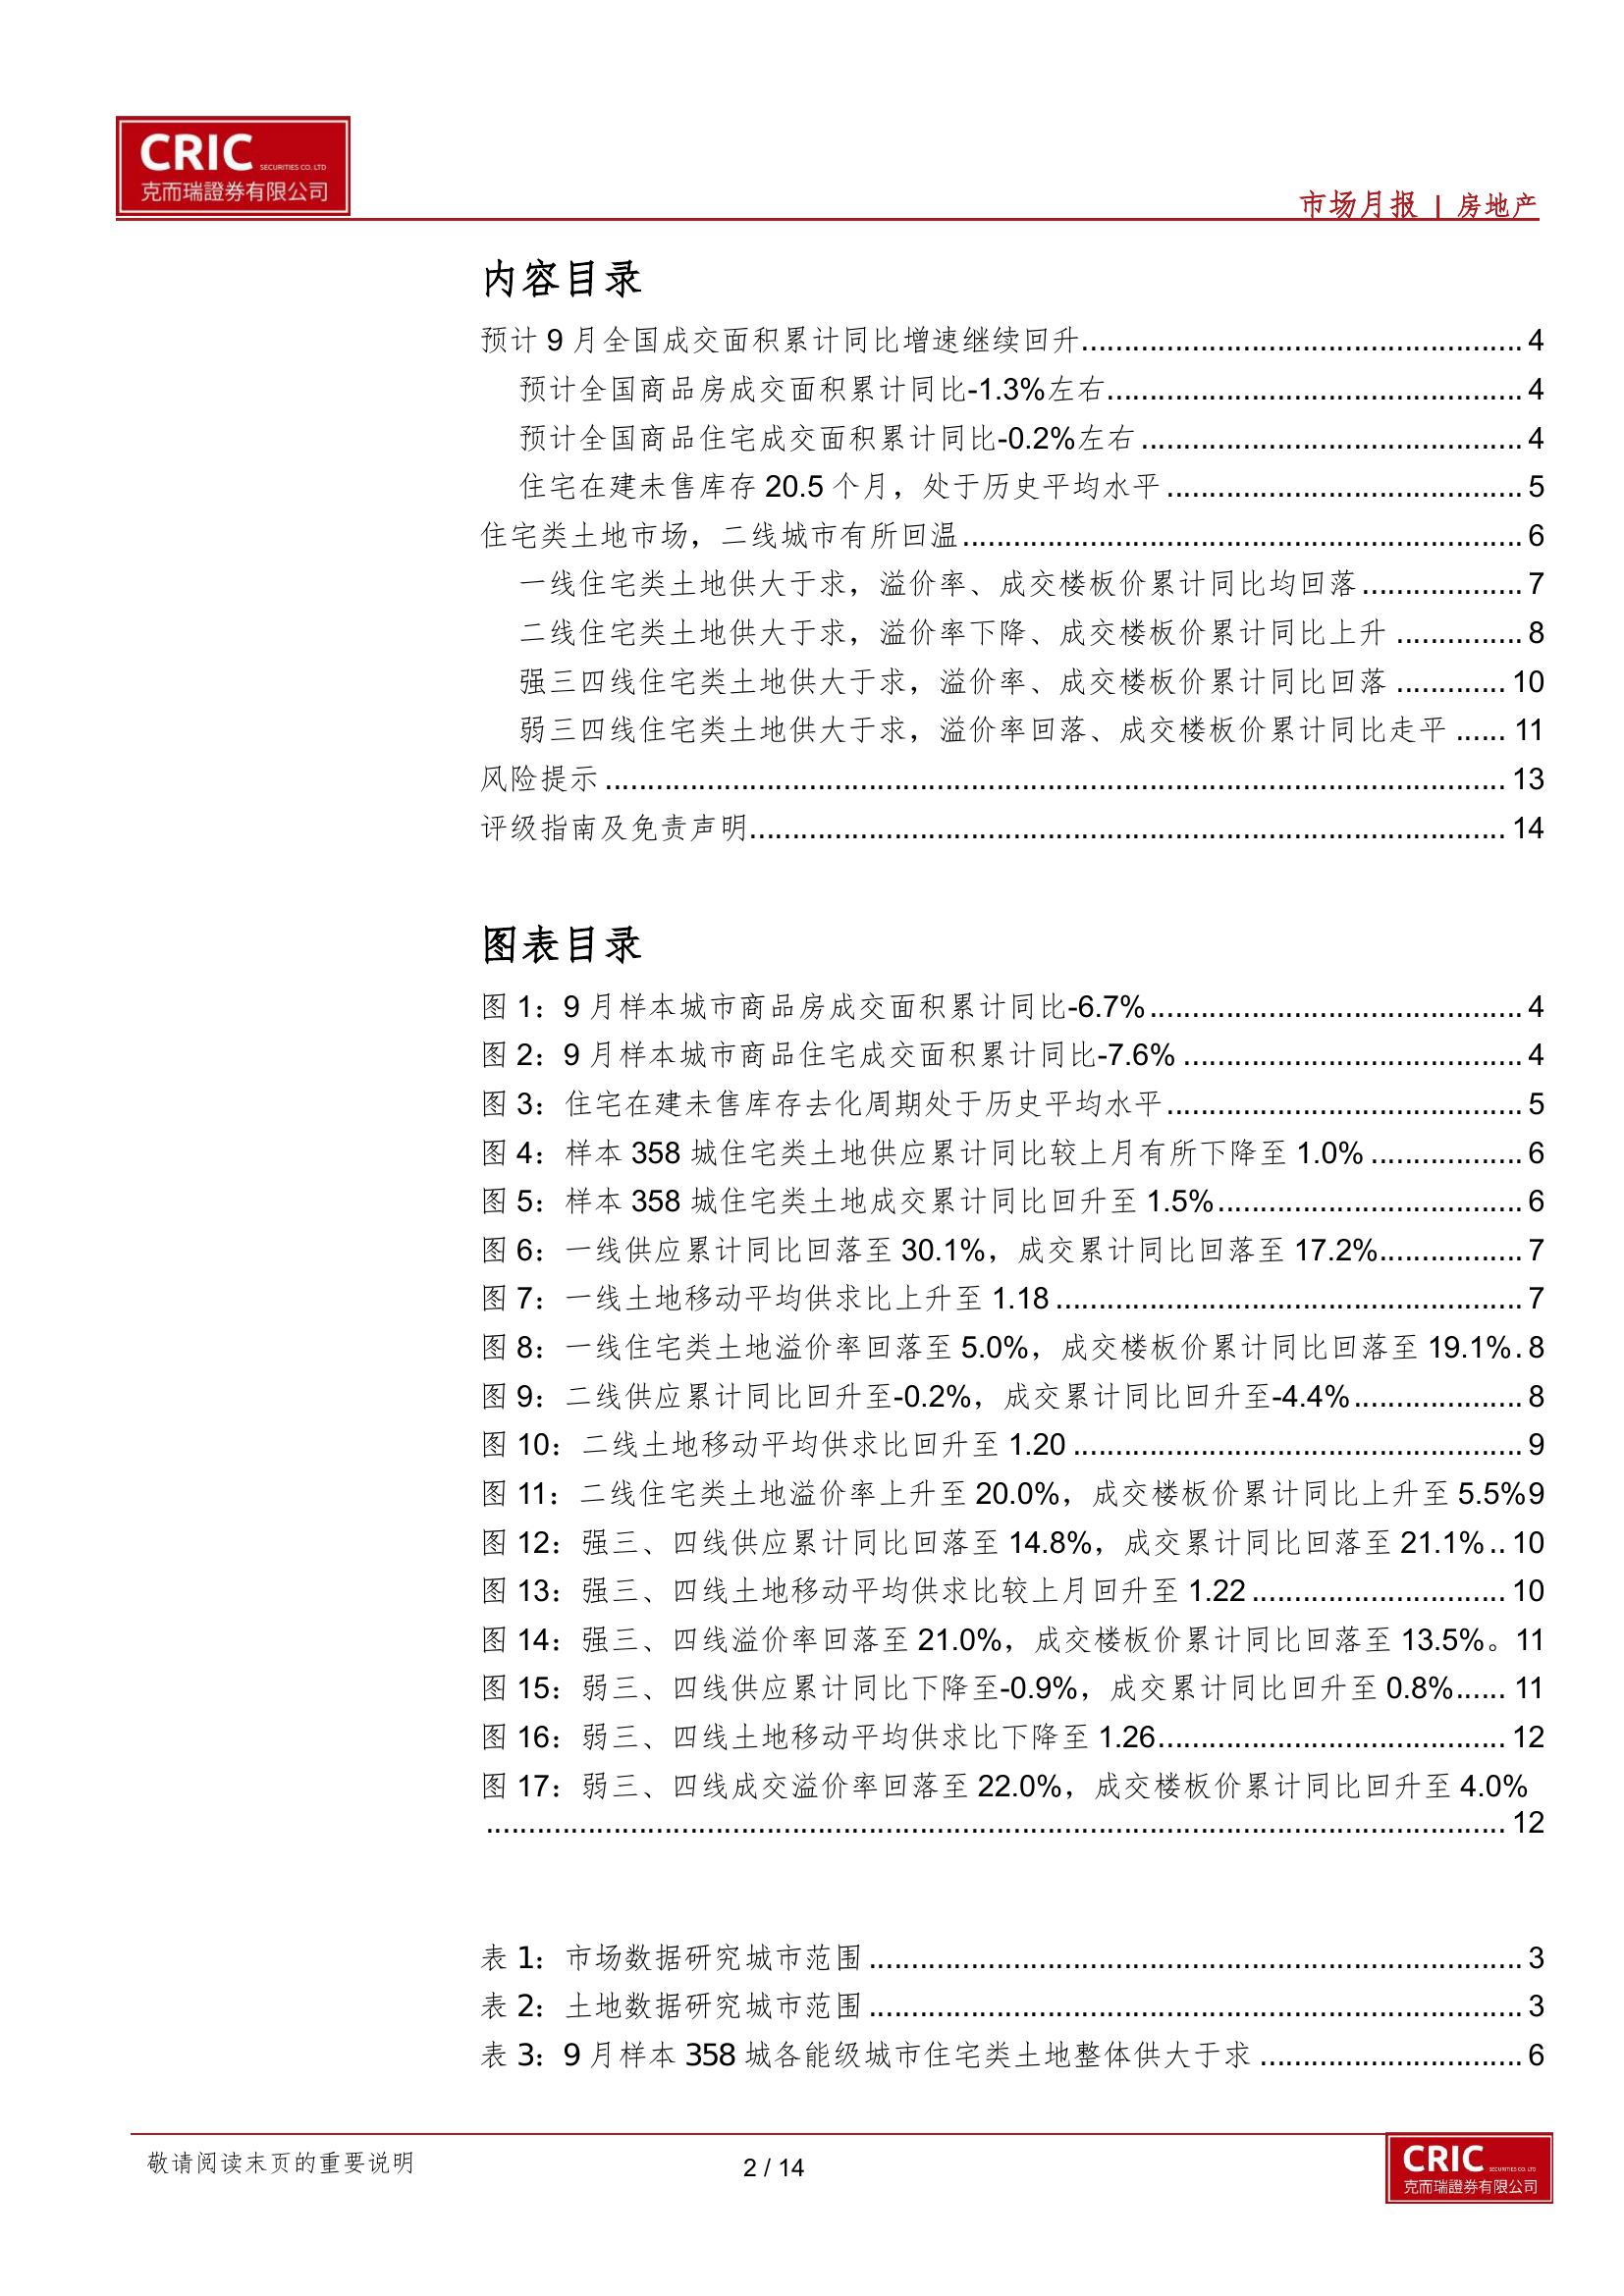 CRIC SECURITIES CO. LTD
克而瑞證券有限公司
市场月报 | 房地产
内容目录
预计 9 月全国成交面积累计同比增速继续回升.................................................... 4
预计全国商品房成交面积累计同比-1.3%左右................................................. 4
预计全国商品住宅成交面积累计同比-0.2%左右............................................. 4
住宅在建未售库存 20.5 个月，处于历史平均水平.......................................... 5
住宅类土地市场，二线城市有所回温.................................................................. 6
一线住宅类土地供大于求，溢价率、成交楼板价累计同比均回落................... 7
二线住宅类土地供大于求，溢价率下降、成交楼板价累计同比上升............... 8
强三四线住宅类土地供大于求，溢价率、成交楼板价累计同比回落............. 10
弱三四线住宅类土地供大于求，溢价率回落、成交楼板价累计同比走平...... 11
风险提示.......................................................................................................... 13
评级指南及免责声明......................................................................................... 14
图表目录
图 1：9 月样本城市商品房成交面积累计同比-6.7%............................................ 4
图 2：9 月样本城市商品住宅成交面积累计同比-7.6%........................................ 4
图 3：住宅在建未售库存去化周期处于历史平均水平.......................................... 5
图 4：样本 358 城住宅类土地供应累计同比较上月有所下降至 1.0%.................. 6
图 5：样本 358 城住宅类土地成交累计同比回升至 1.5%.................................... 6
图 6：一线供应累计同比回落至 30.1%，成交累计同比回落至 17.2%................. 7
图 7：一线土地移动平均供求比上升至 1.18....................................................... 7
图 8：一线住宅类土地溢价率回落至 5.0%，成交楼板价累计同比回落至 19.1%. 8
图 9：二线供应累计同比回升至-0.2%，成交累计同比回升至-4.4%.................... 8
图 10：二线土地移动平均供求比回升至 1.20..................................................... 9
图 11：二线住宅类土地溢价率上升至 20.0%，成交楼板价累计同比上升至 5.5%9
图 12：强三、四线供应累计同比回落至 14.8%，成交累计同比回落至 21.1%.. 10
图 13：强三、四线土地移动平均供求比较上月回升至 1.22.............................. 10
图 14：强三、四线溢价率回落至 21.0%，成交楼板价累计同比回落至 13.5%。11
图 15：弱三、四线供应累计同比下降至-0.9%，成交累计同比回升至 0.8%...... 11
图 16：弱三、四线土地移动平均供求比下降至 1.26......................................... 12
图 17：弱三、四线成交溢价率回落至 22.0%，成交楼板价累计同比回升至 4.0%
........................................................................................................................ 12
表 1：市场数据研究城市范围............................................................................. 3
表 2：土地数据研究城市范围............................................................................. 3
表 3：9 月样本 358 城各能级城市住宅类土地整体供大于求............................... 6
敬请阅读末页的重要说明
2 / 14
CRIC SECURITIES CO. LTD
克而瑞證券有限公司